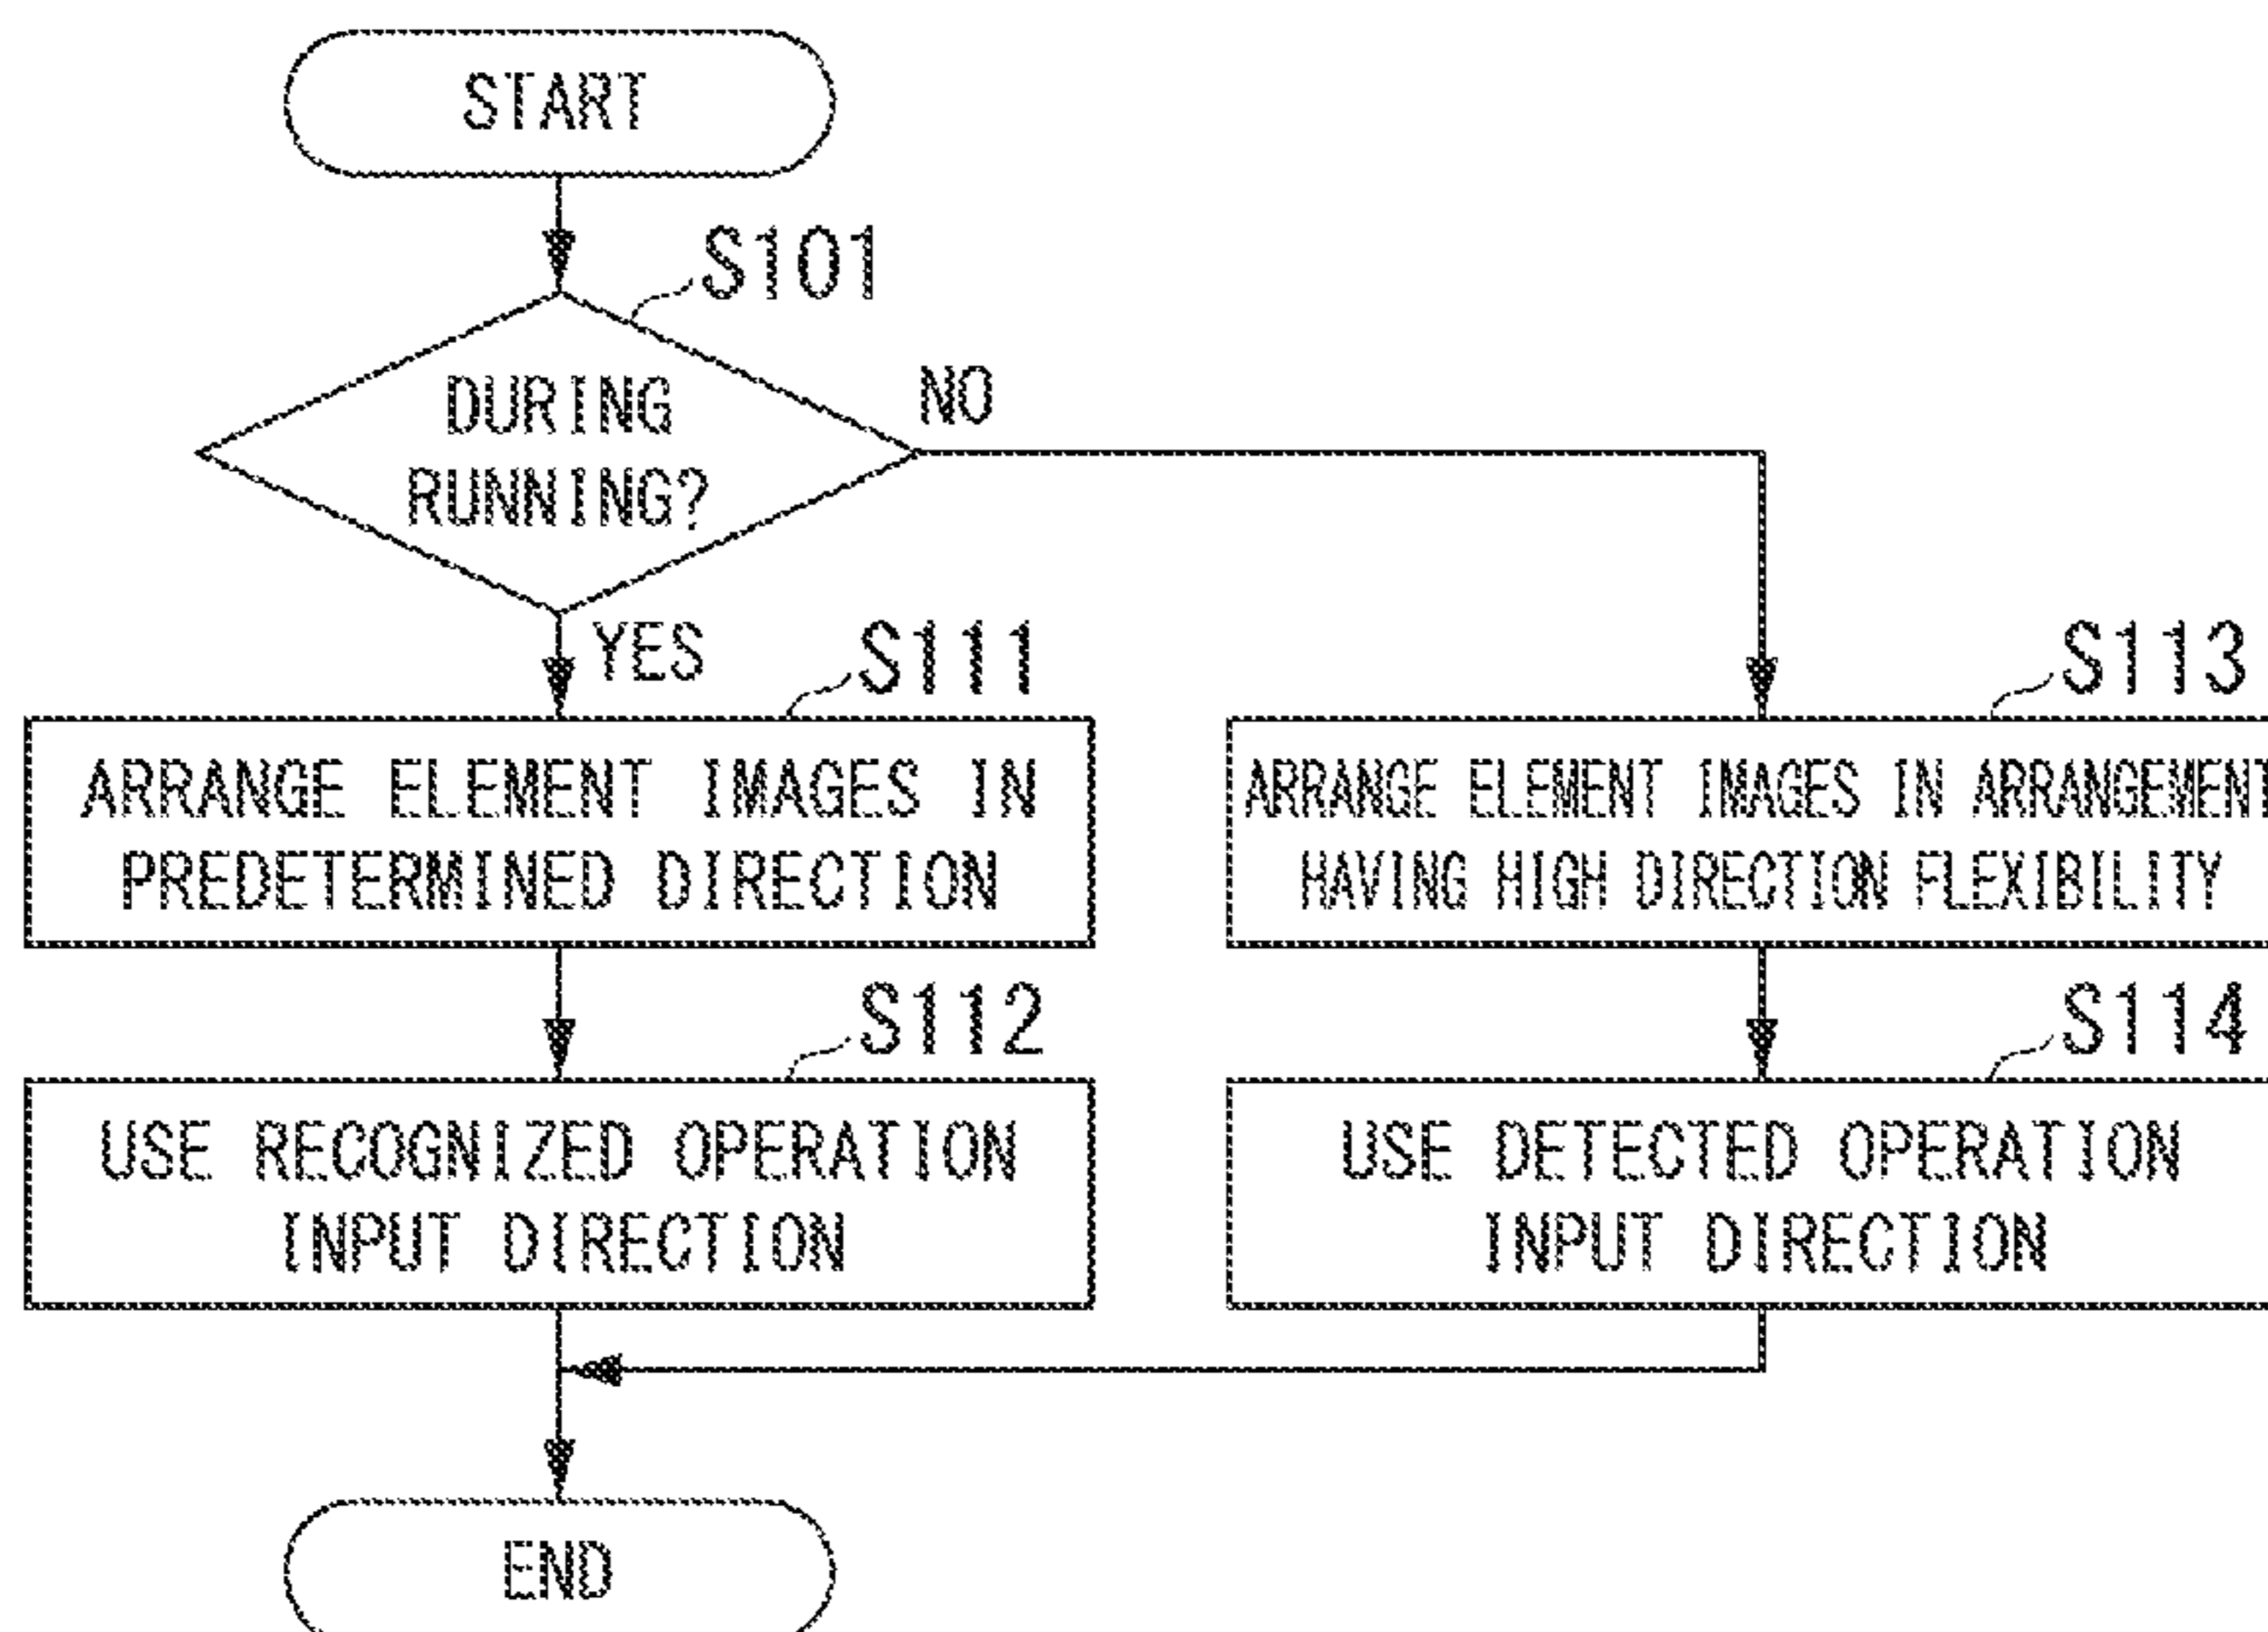 START
S101
DURING
RUNNING?
NO
YES
S111
ARRANGE ELEMENT IMAGES IN
PREDETERMINED DIRECTION
S113
ARRANGE ELEMENT IMAGES IN ARRANGEMENT
HAVING HIGH DIRECTION FLEXIBILITY
S112
USE RECOGNIZED OPERATION
INPUT DIRECTION
S114
USE DETECTED OPERATION
INPUT DIRECTION
END